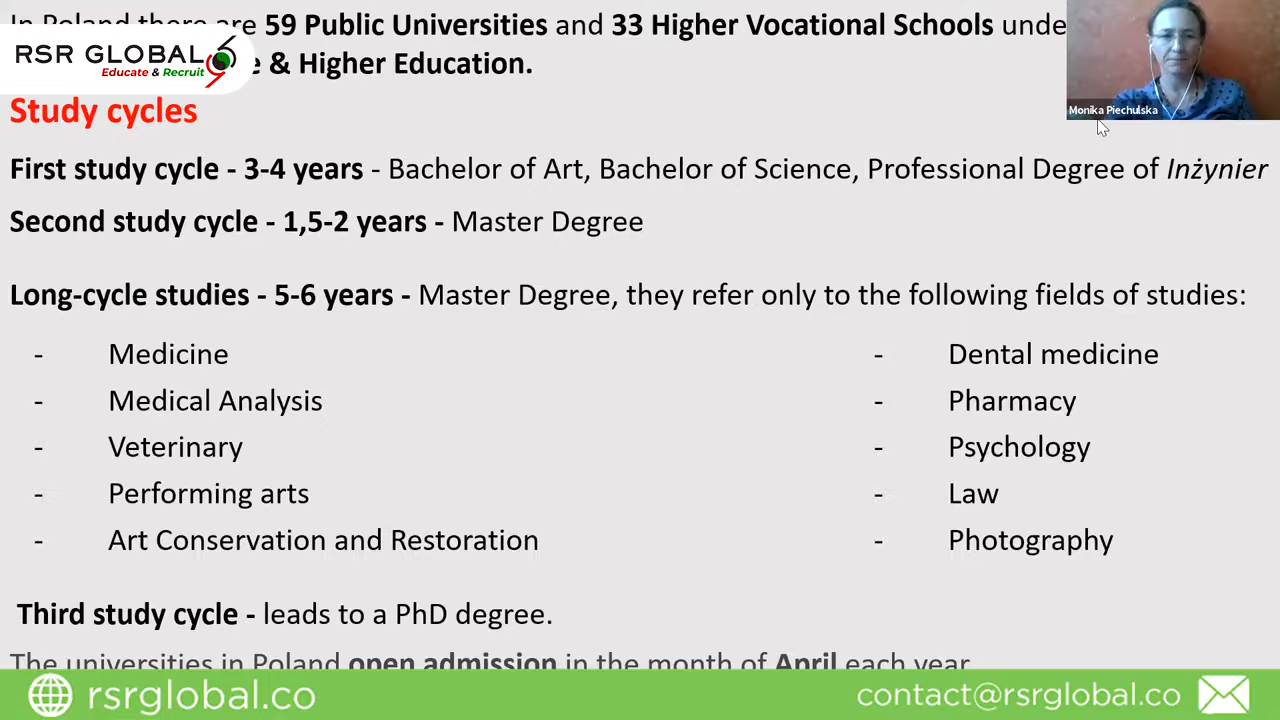 In Poland there are 59 Public Universities and 33 Higher Vocational Schools unde
RSR GLOBAL
Educate & Recruit
& Higher Education.
Monika Piechulska
Study cycles
First study cycle - 3-4 years - Bachelor of Art, Bachelor of Science, Professional Degree of Inżynier
Second study cycle - 1,5-2 years - Master Degree
Long-cycle studies - 5-6 years - Master Degree, they refer only to the following fields of studies:
- Medicine - Dental medicine
- Medical Analysis - Pharmacy
- Veterinary - Psychology
- Performing arts - Law
- Art Conservation and Restoration - Photography
Third study cycle - leads to a PhD degree.
The universities in Poland open admission in the month of April each year
rsrglobal.co contact@rsrglobal.co